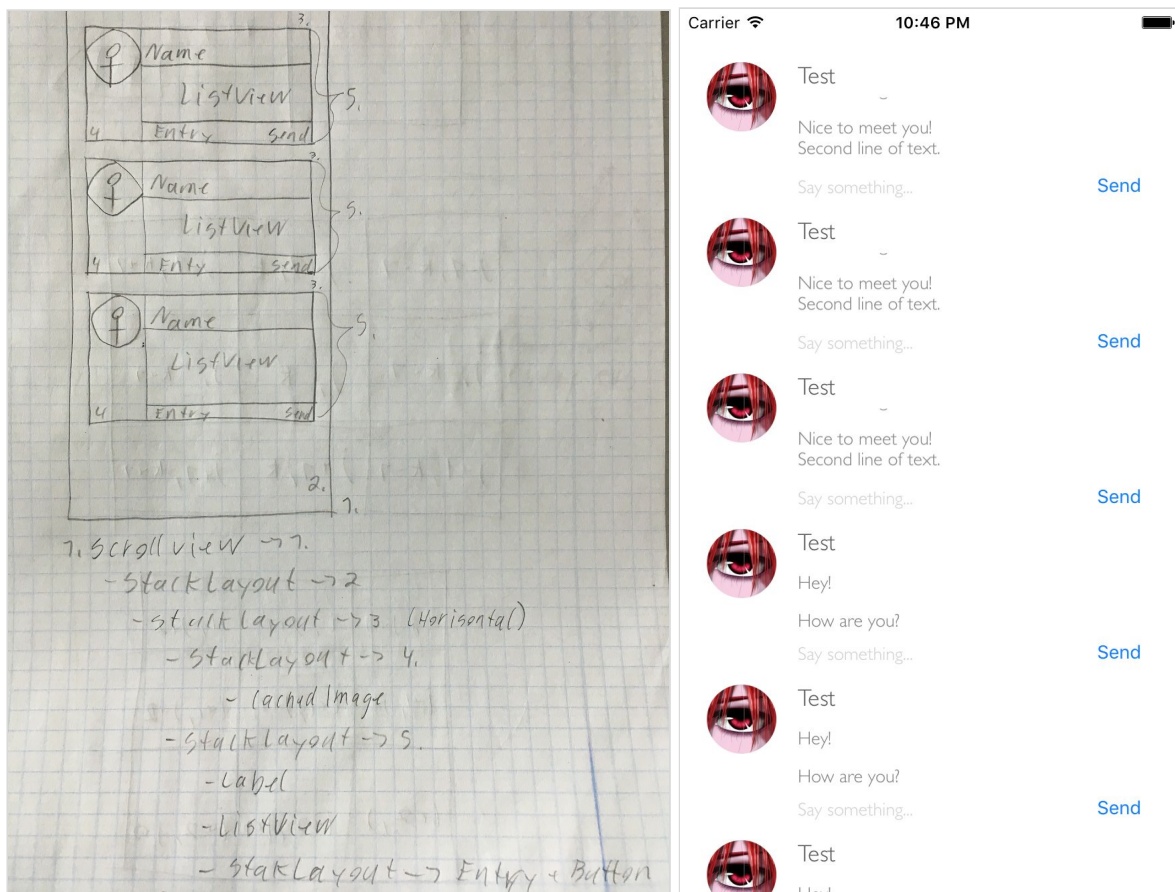 3.
Name
ListView
5.
4 Entry Send
3.
Name
ListView
5.
4 Enty Send
3.
Name
ListView
5.
4 Entry Send
2.
1.
1. Scrollview -> 1.
- StackLayout -> 2
- StackLayout -> 3 (Horisontal)
- StackLayout -> 4.
- Cached Image
- StackLayout -> 5.
- Label
- ListView
- StakLayout -> Entry + Button
Carrier 10:46 PM
Test
Nice to meet you!
Second line of text.
Say something... Send
Test
Nice to meet you!
Second line of text.
Say something... Send
Test
Nice to meet you!
Second line of text.
Say something... Send
Test
Hey!
How are you?
Say something... Send
Test
Hey!
How are you?
Say something... Send
Test
Hey!